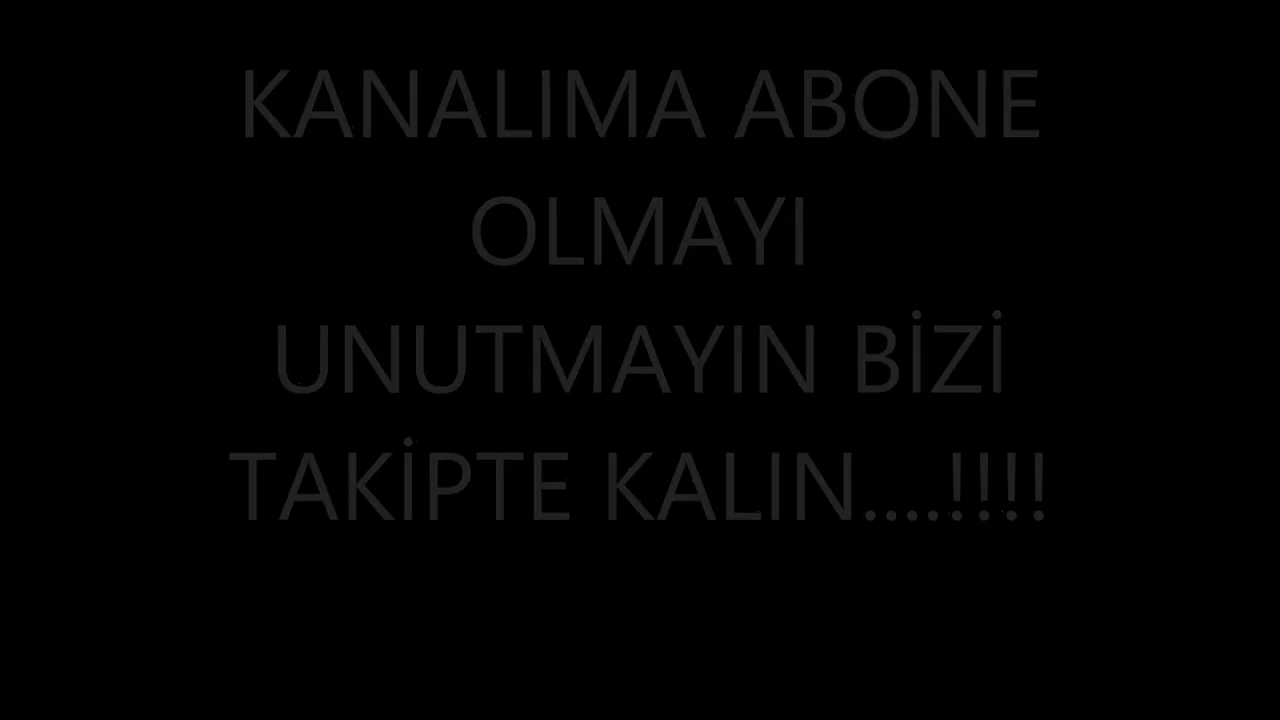 KANALIMA ABONE
OLMAYI
UNUTMAYIN BİZİ
TAKİPTE KALIN....!!!!